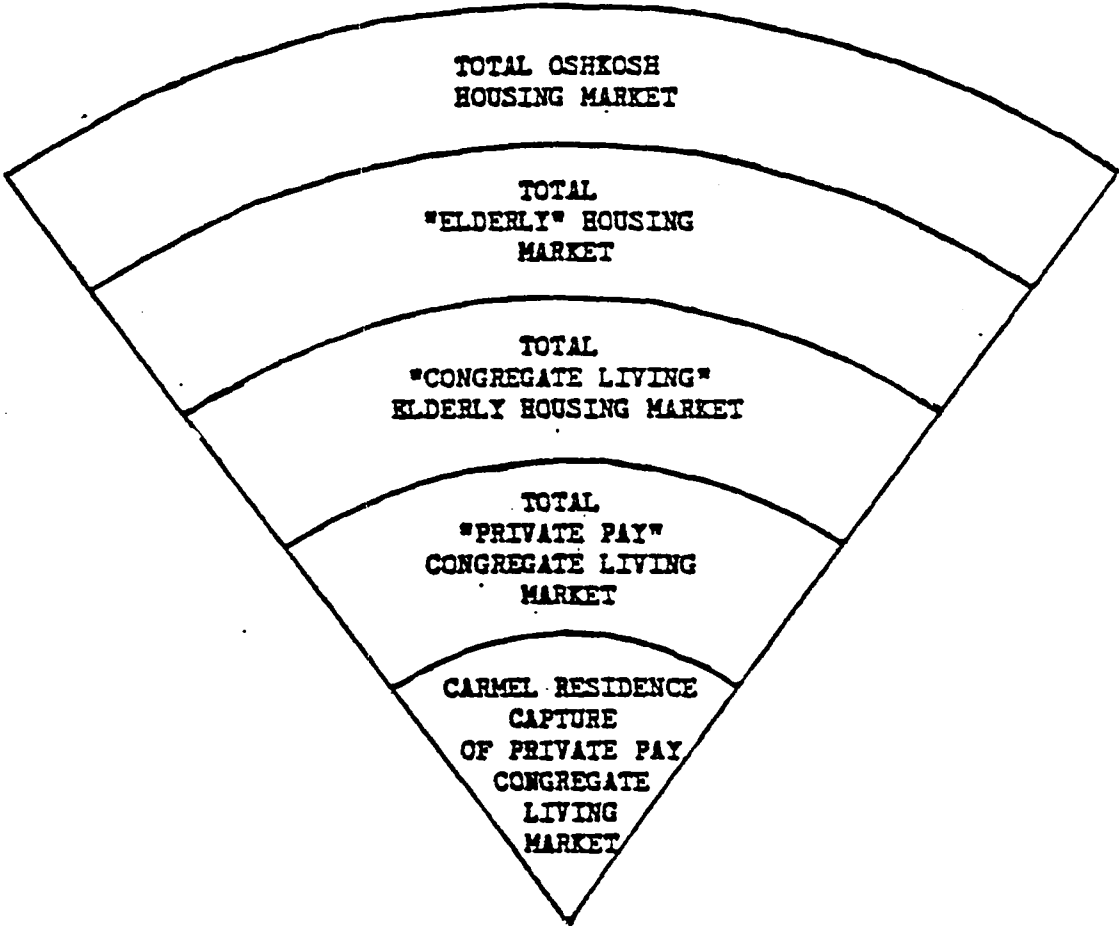 TOTAL OSHKOSH
HOUSING MARKET
TOTAL
"ELDERLY" HOUSING
MARKET
TOTAL
"CONGREGATE LIVING"
ELDERLY HOUSING MARKET
TOTAL
"PRIVATE PAY"
CONGREGATE LIVING
MARKET
CARMEL RESIDENCE
CAPTURE
OF PRIVATE PAY
CONGREGATE
LIVING
MARKET